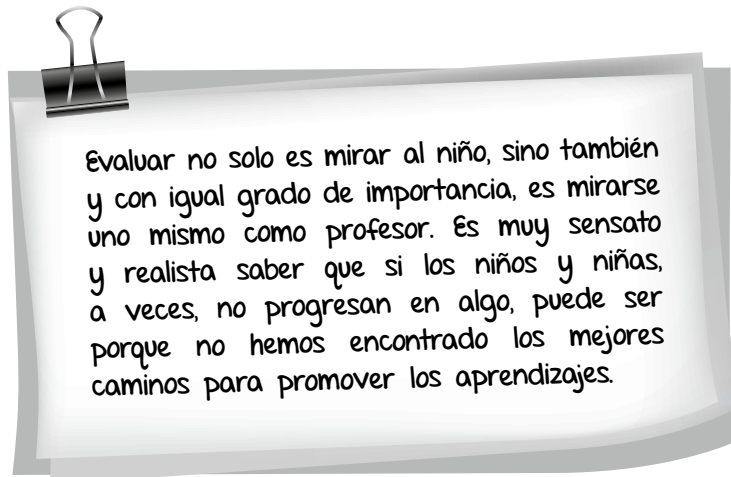 Evaluar no solo es mirar al niño, sino también
y con igual grado de importancia, es mirarse
uno mismo como profesor. Es muy sensato
y realista saber que si los niños y niñas,
a veces, no progresan en algo, puede ser
porque no hemos encontrado los mejores
caminos para promover los aprendizajes.